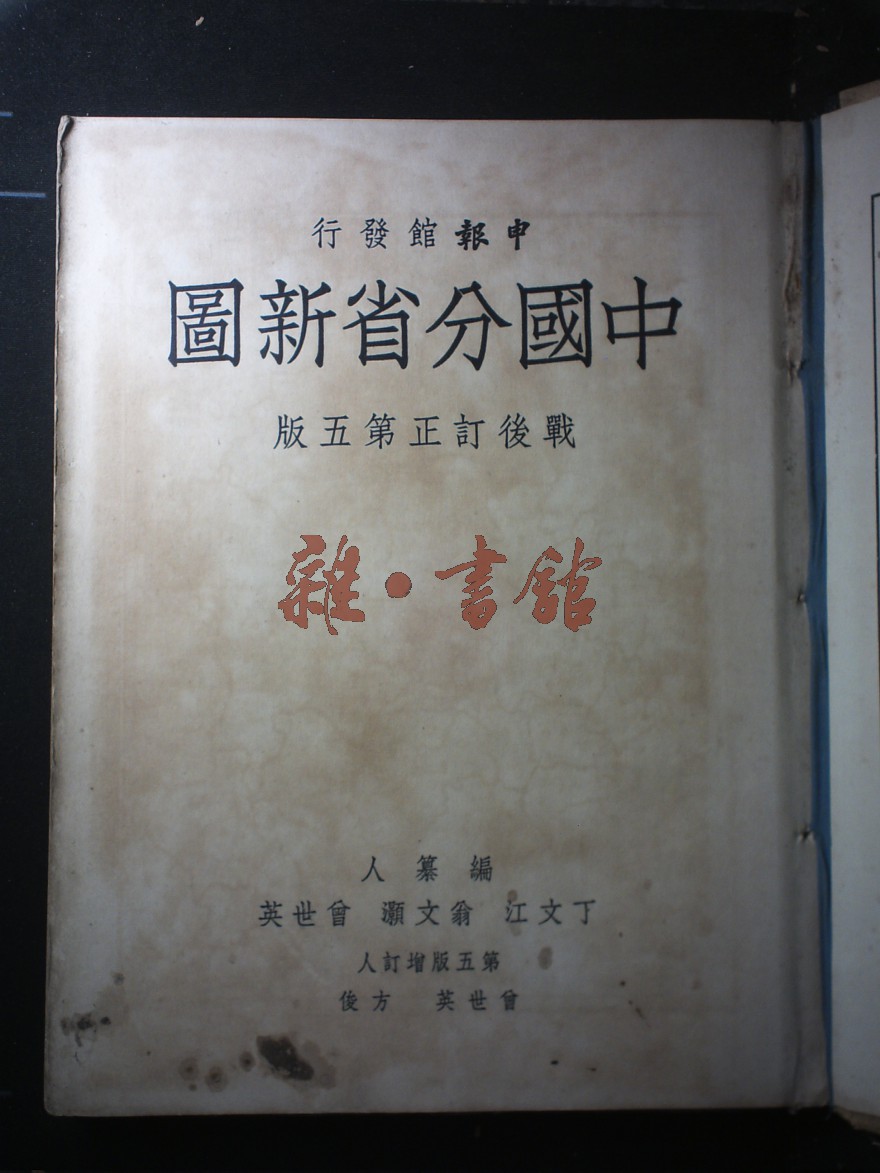 申報館發行
中國分省新圖
戰後訂正第五版
雜·書館
編纂人
丁文江 翁文灝 曾世英
第五版增訂人
曾世英 方俊